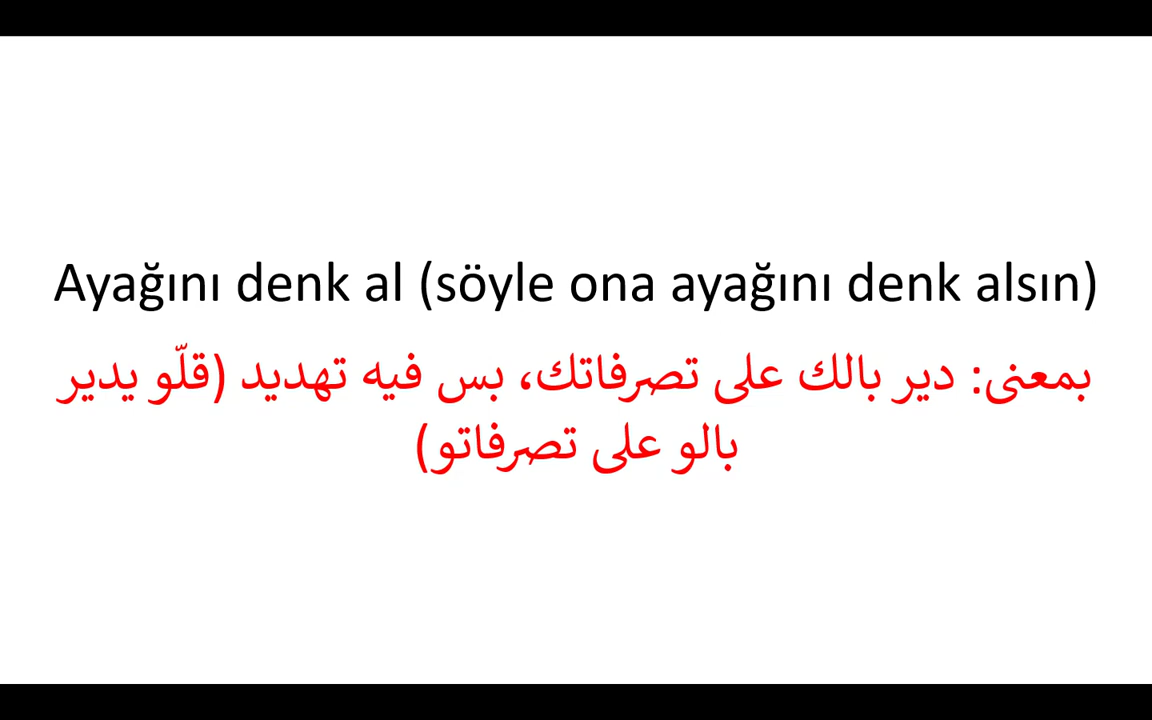 Ayağını denk al (söyle ona ayağını denk alsın)
بمعنى: دير بالك على تصرفاتك، بس فيه تهديد (قلّو يدير
بالو على تصرفاتو)